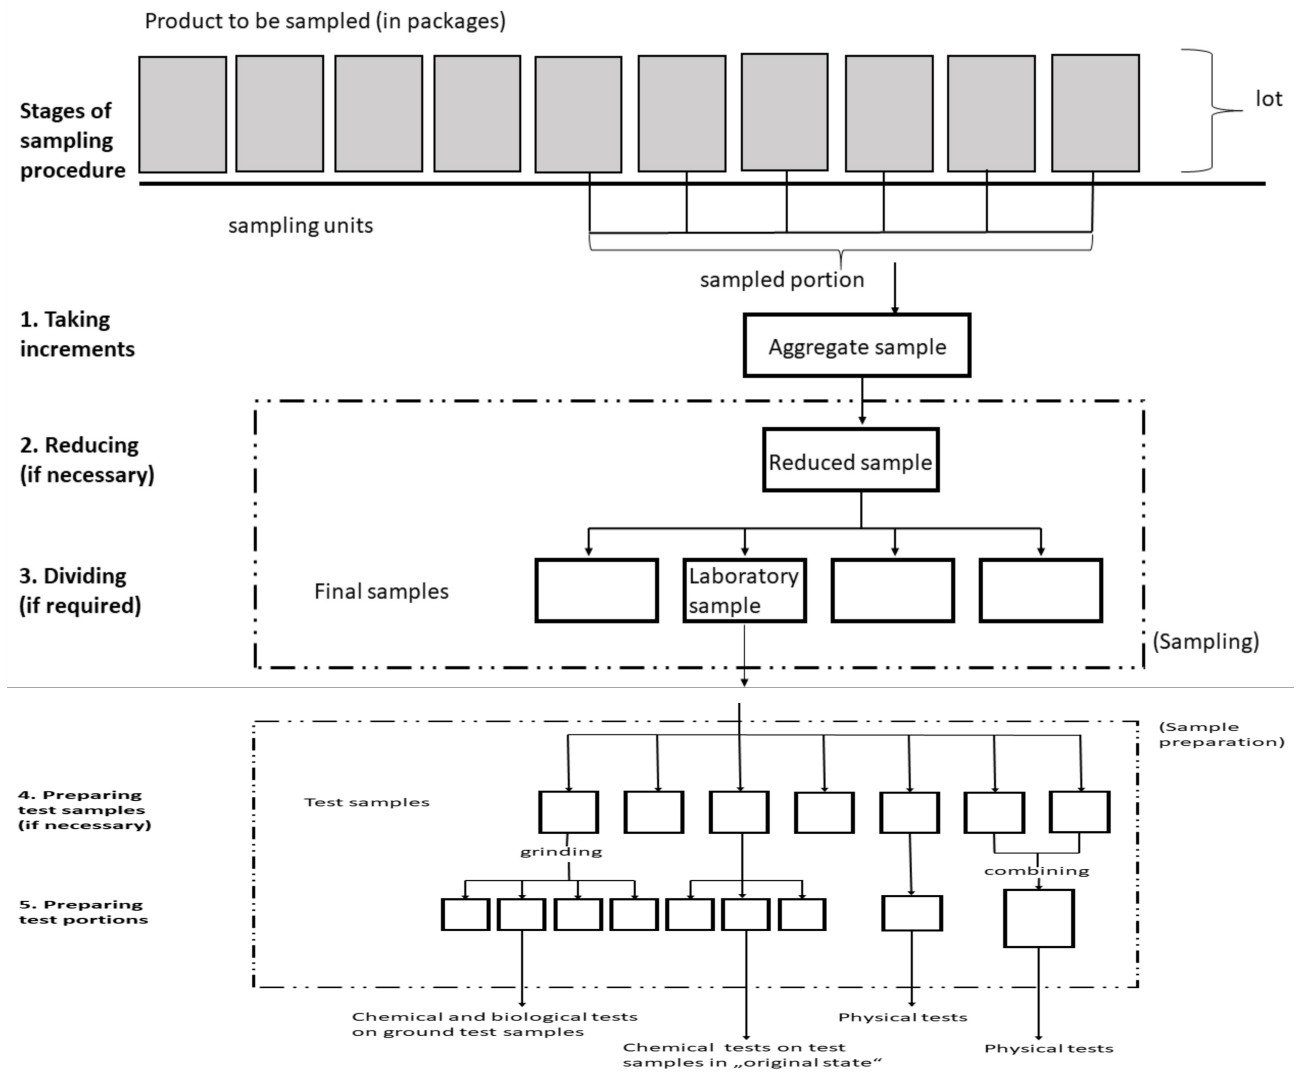 Product to be sampled (in packages)
Stages of
sampling
procedure
lot
sampling units
sampled portion
1. Taking
increments
Aggregate sample
2. Reducing
(if necessary)
Reduced sample
3. Dividing
(if required)
Final samples
Laboratory
sample
(Sampling)
(Sample
preparation)
4. Preparing
test samples
(if necessary)
Test samples
grinding
combining
5. Preparing
test portions
Chemical and biological tests
on ground test samples
Physical tests
Chemical tests on test
samples in „original state“
Physical tests